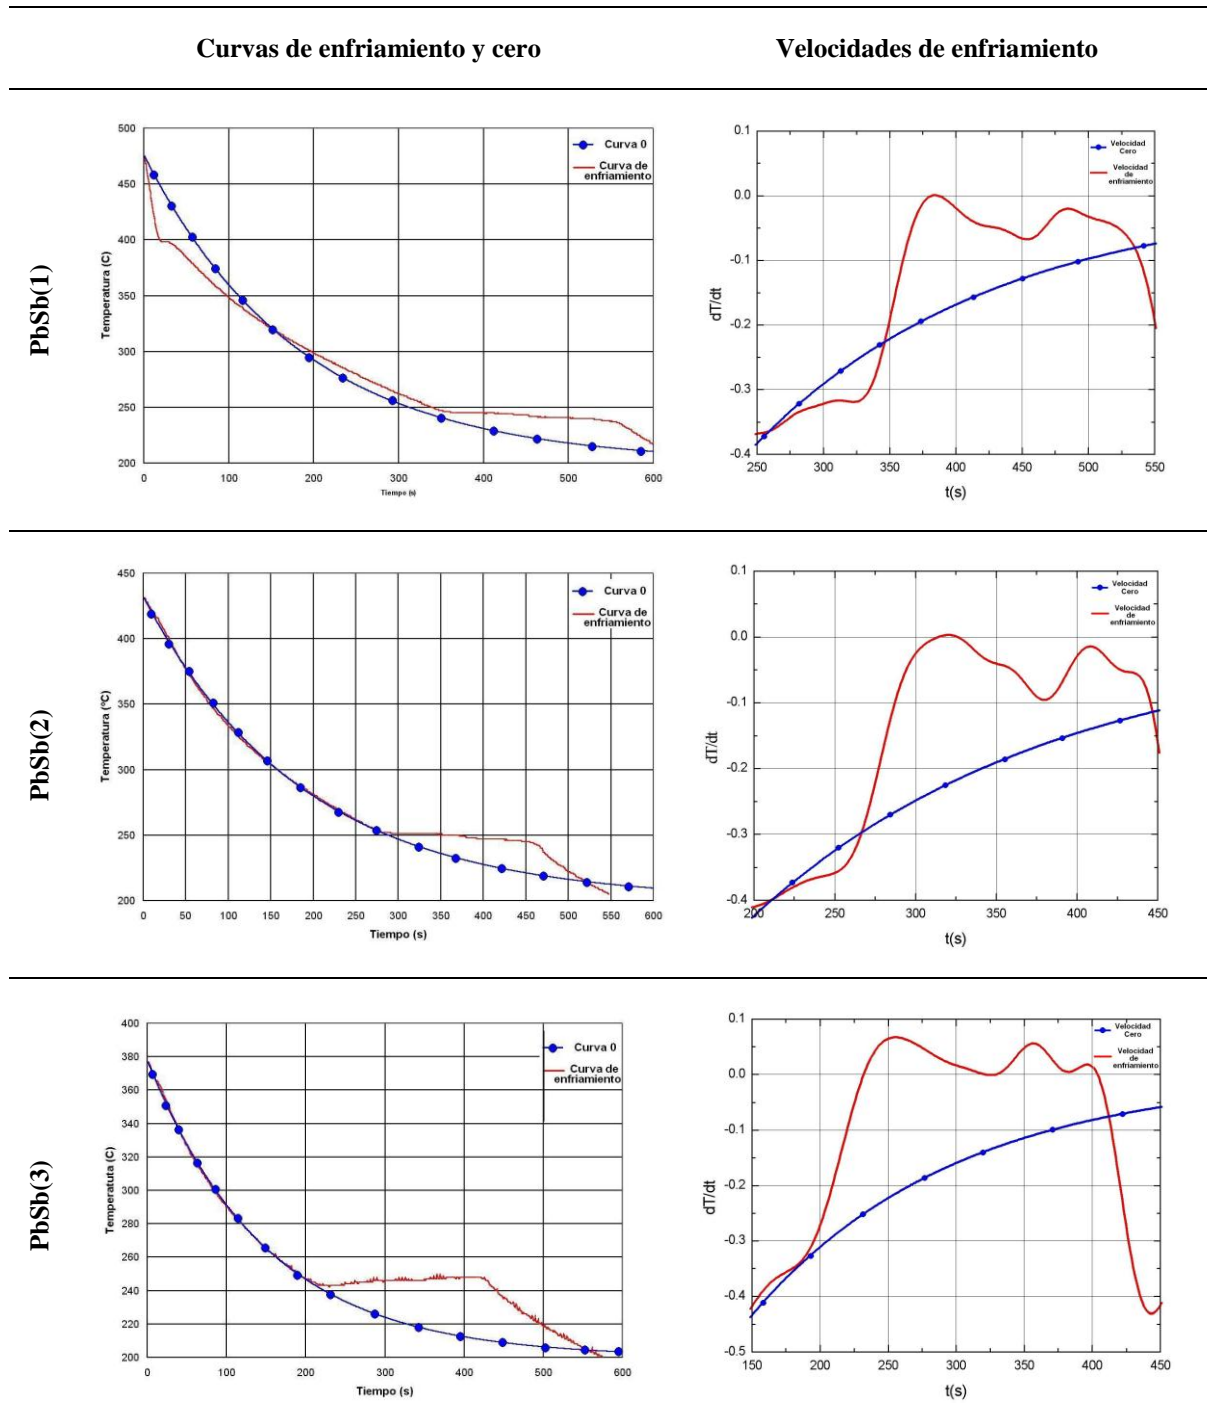 Curvas de enfriamiento y cero
Velocidades de enfriamiento
PbSb(1)
500
450
400
350
300
250
200
0
100
200
300
400
500
600
Temperatura (C)
Tiempo (s)
Curva 0
Curva de
enfriamiento
0.1
0.0
-0.1
-0.2
-0.3
-0.4
250
300
350
400
450
500
550
dT/dt
t(s)
Velocidad
Cero
Velocidad
de
enfriamiento
PbSb(2)
450
400
350
300
250
200
0
50
100
150
200
250
300
350
400
450
500
550
600
Temperatura (ºC)
Tiempo (s)
Curva 0
Curva de
enfriamiento
0.1
0.0
-0.1
-0.2
-0.3
-0.4
200
250
300
350
400
450
dT/dt
t(s)
Velocidad
Cero
Velocidad
de
enfriamiento
PbSb(3)
400
380
360
340
320
300
280
260
240
220
200
0
100
200
300
400
500
600
Temperatuta (C)
Tiempo (s)
Curva 0
Curva de
enfriamiento
0.1
0.0
-0.1
-0.2
-0.3
-0.4
-0.5
150
200
250
300
350
400
450
dT/dt
t(s)
Velocidad
Cero
Velocidad
de
enfriamiento